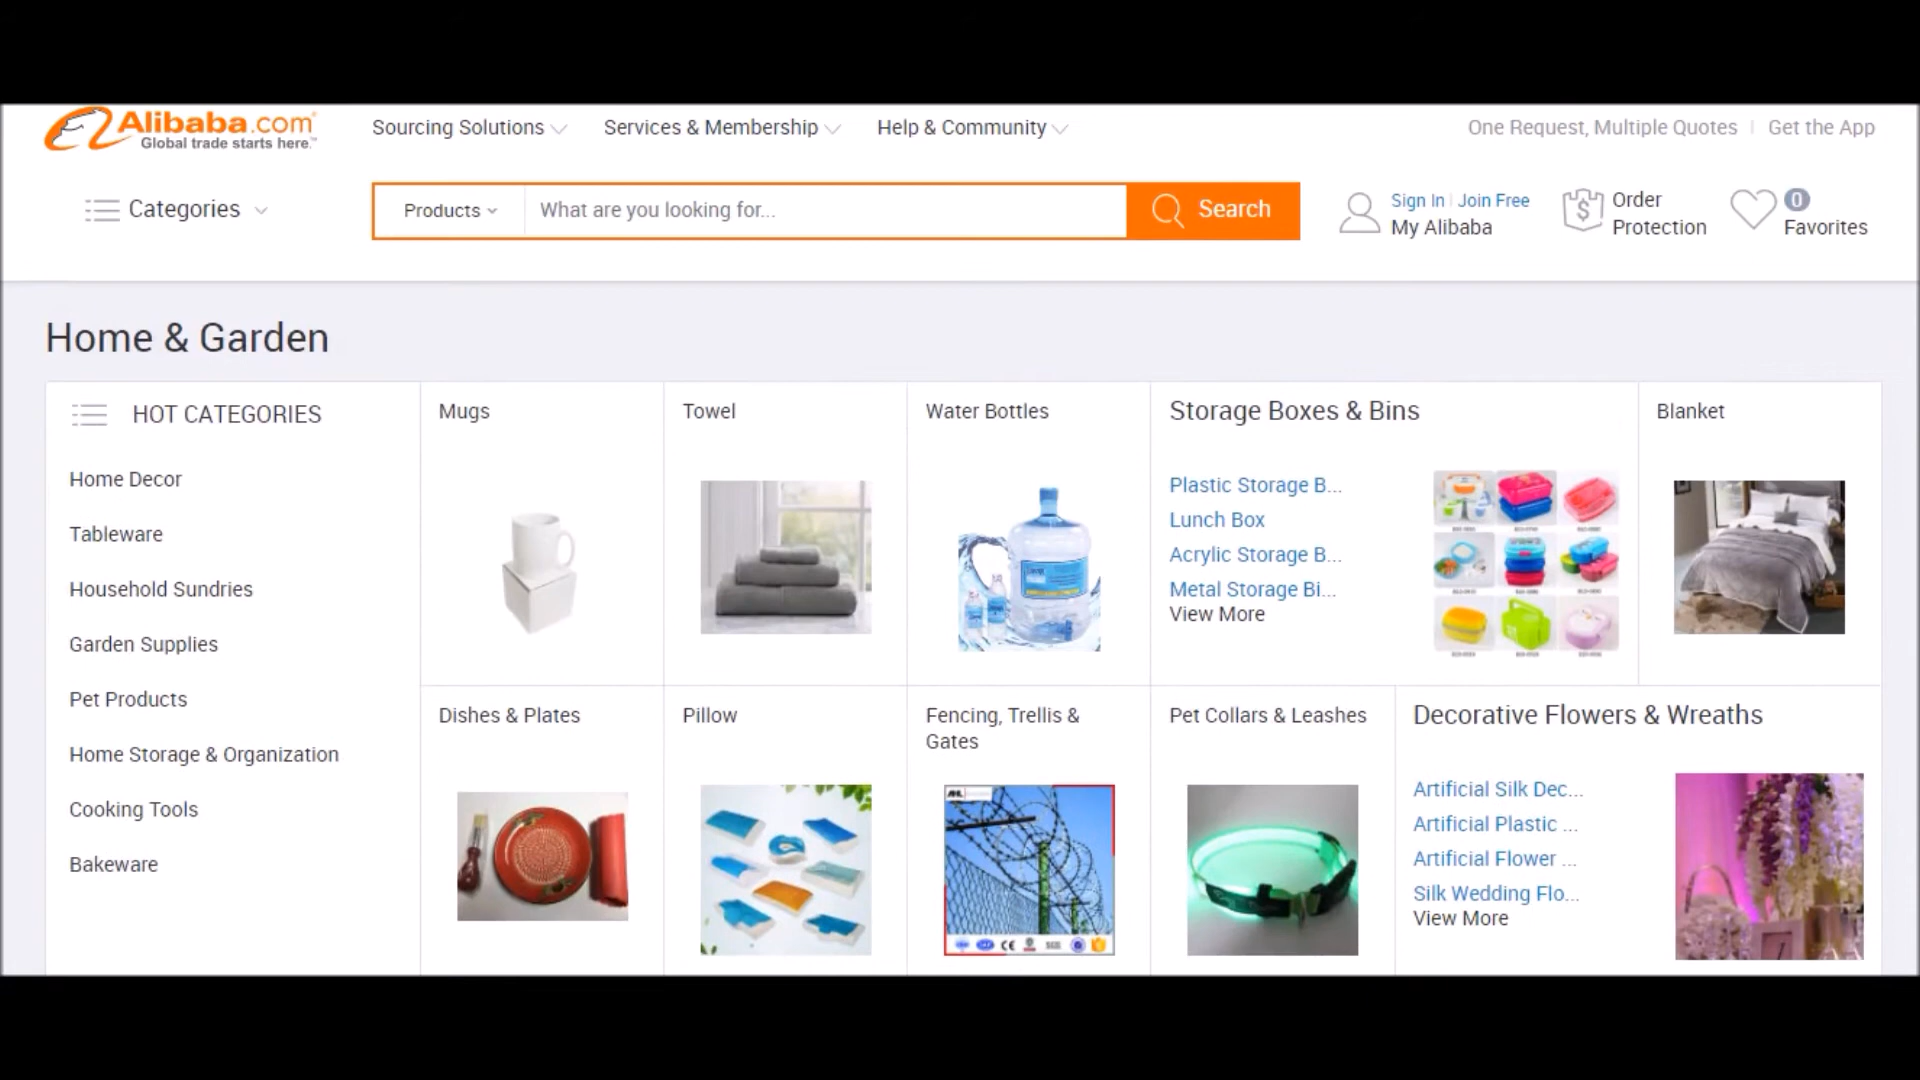 Alibaba.com
Global trade starts here.™
Sourcing Solutions
Services & Membership
Help & Community
One Request, Multiple Quotes
Get the App
Categories
Products
What are you looking for...
Search
Sign In
Join Free
My Alibaba
Order
Protection
0
Favorites
Home & Garden
HOT CATEGORIES
Home Decor
Tableware
Household Sundries
Garden Supplies
Pet Products
Home Storage & Organization
Cooking Tools
Bakeware
Mugs
Towel
Water Bottles
Storage Boxes & Bins
Plastic Storage B...
Lunch Box
Acrylic Storage B...
Metal Storage Bi...
View More
Blanket
Dishes & Plates
Pillow
Fencing, Trellis &
Gates
CE
SGS
Pet Collars & Leashes
Decorative Flowers & Wreaths
Artificial Silk Dec...
Artificial Plastic ...
Artificial Flower ...
Silk Wedding Flo...
View More